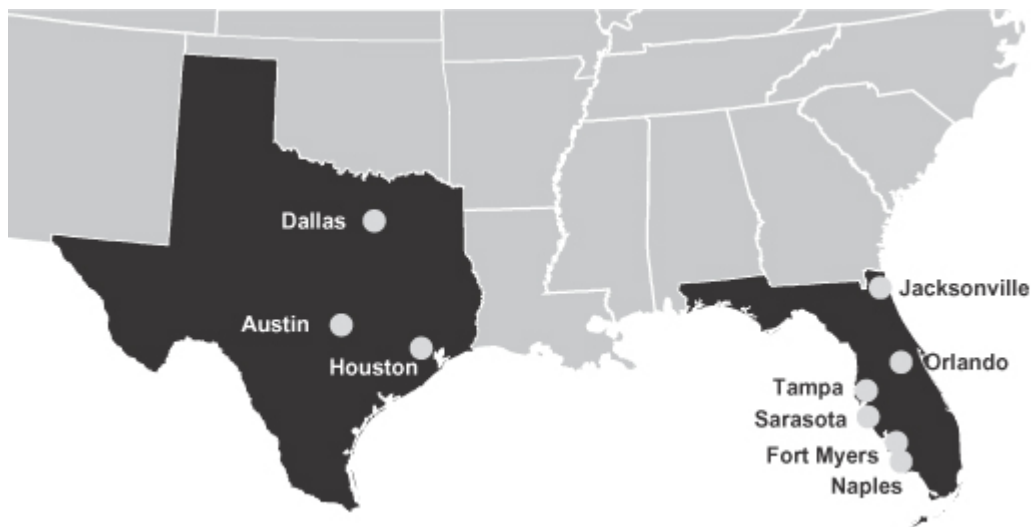 Dallas
Austin
Houston
Jacksonville
Orlando
Tampa
Sarasota
Fort Myers
Naples